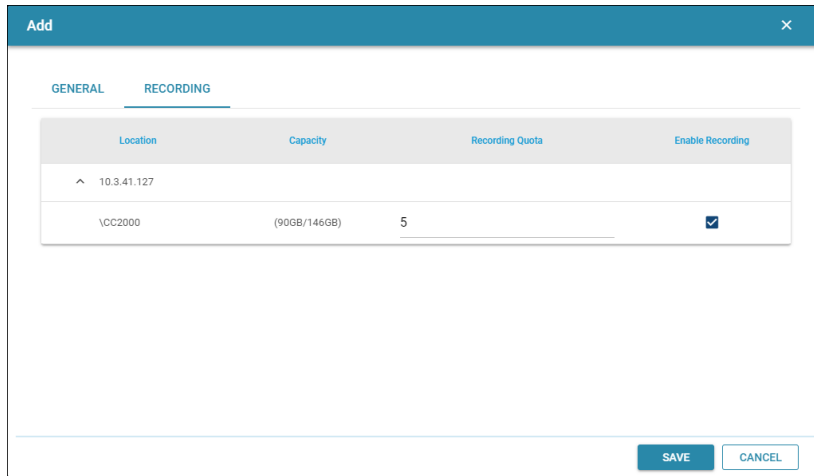 Add
GENERAL RECORDING
Location Capacity Recording Quota Enable Recording
10.3.41.127
\CC2000 (90GB/146GB) 5
SAVE CANCEL